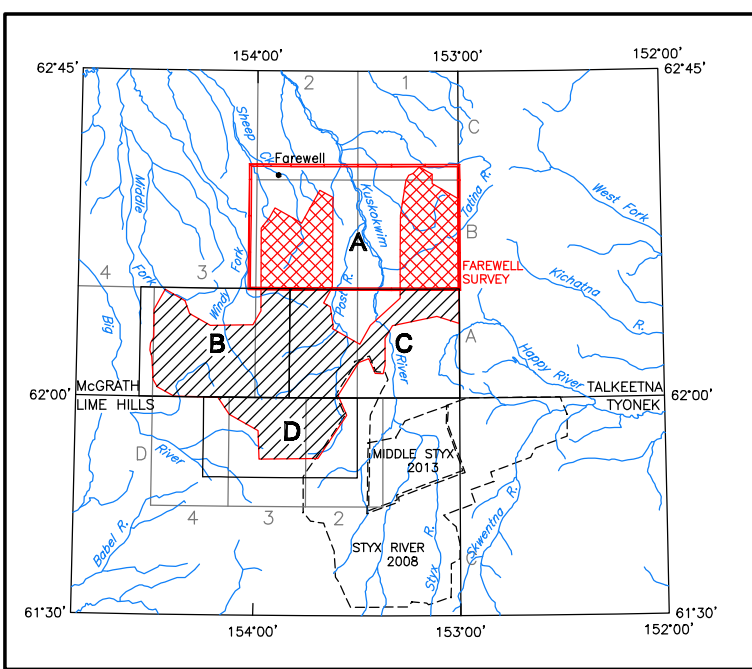 154°00' 153°00' 152°00'
62°45' 62°45'
2 1
Sheep Ck
Farewell
C
Tatina R.
West Fork
Middle Fork
Kuskokwim River
A
B
FAREWELL
SURVEY
4 3
Windy Fork
Post R.
Kichatna R.
Big River
B
C
A
Happy River
McGRATH TALKEETNA
62°00' 62°00'
LIME HILLS TYONEK
D
D
MIDDLE STYX
2013
4 3 2
Babel R.
STYX RIVER
2008
Styx R.
Skwentna R.
C
61°30' 61°30'
154°00' 153°00' 152°00'